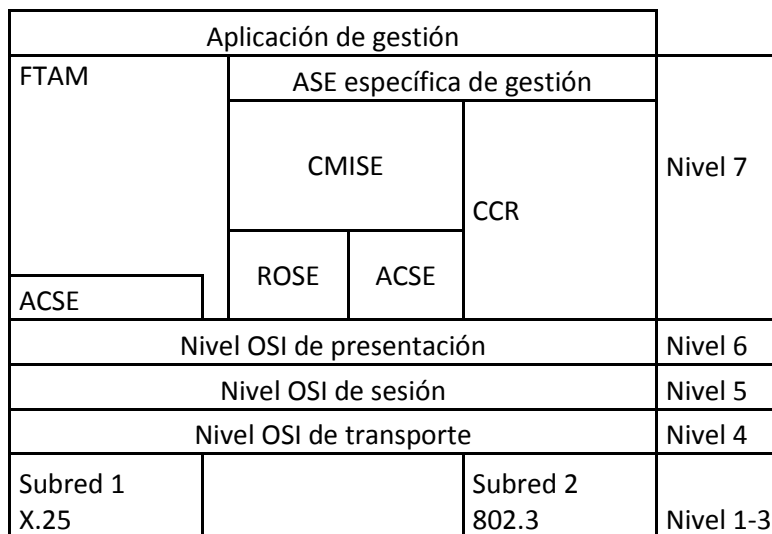 Aplicación de gestión
FTAM
ASE específica de gestión
CMISE
Nivel 7
CCR
ROSE
ACSE
ACSE
Nivel OSI de presentación
Nivel 6
Nivel OSI de sesión
Nivel 5
Nivel OSI de transporte
Nivel 4
Subred 1
X.25
Subred 2
802.3
Nivel 1-3